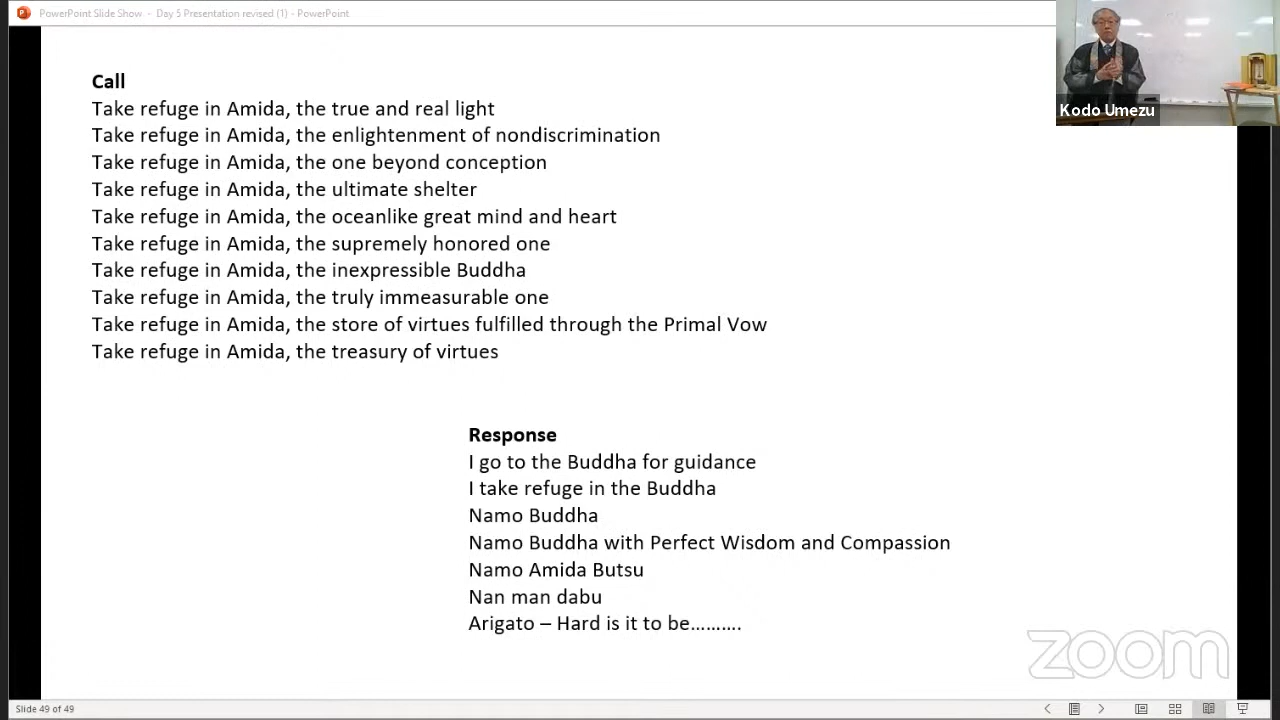 PowerPoint Slide Show - Day 5 Presentation revised (1) - PowerPoint
Kodo Umezu
Call
Take refuge in Amida, the true and real light
Take refuge in Amida, the enlightenment of nondiscrimination
Take refuge in Amida, the one beyond conception
Take refuge in Amida, the ultimate shelter
Take refuge in Amida, the oceanlike great mind and heart
Take refuge in Amida, the supremely honored one
Take refuge in Amida, the inexpressible Buddha
Take refuge in Amida, the truly immeasurable one
Take refuge in Amida, the store of virtues fulfilled through the Primal Vow
Take refuge in Amida, the treasury of virtues
Response
I go to the Buddha for guidance
I take refuge in the Buddha
Namo Buddha
Namo Buddha with Perfect Wisdom and Compassion
Namo Amida Butsu
Nan man dabu
Arigato – Hard is it to be……….
zoom
Slide 49 of 49